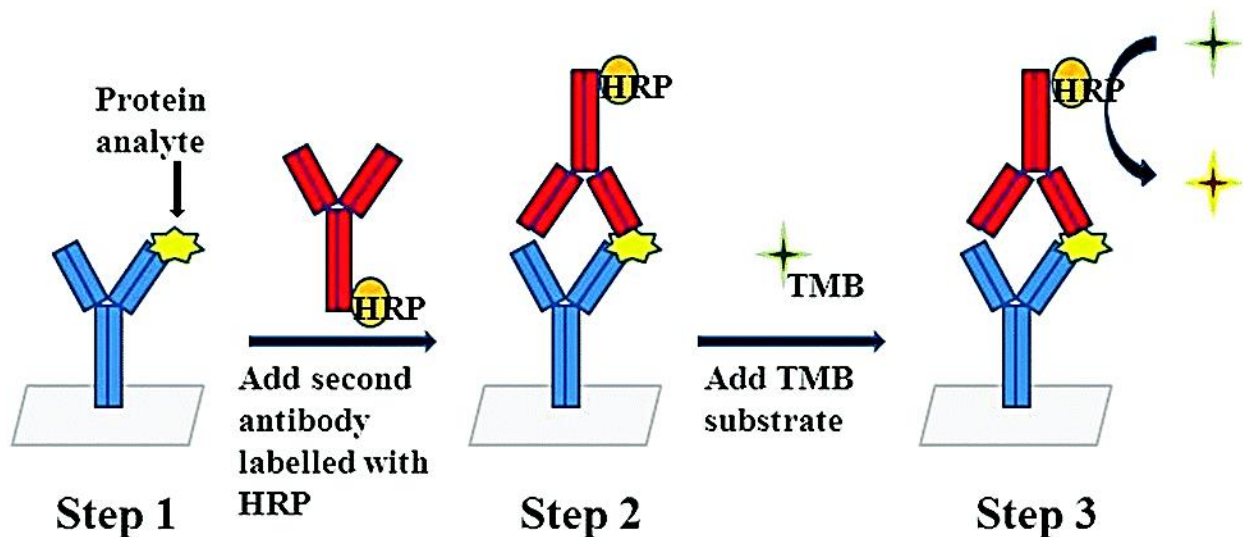 Protein
analyte
HRP
Add second
antibody
labelled with
HRP
HRP
TMB
Add TMB
substrate
HRP
Step 1
Step 2
Step 3